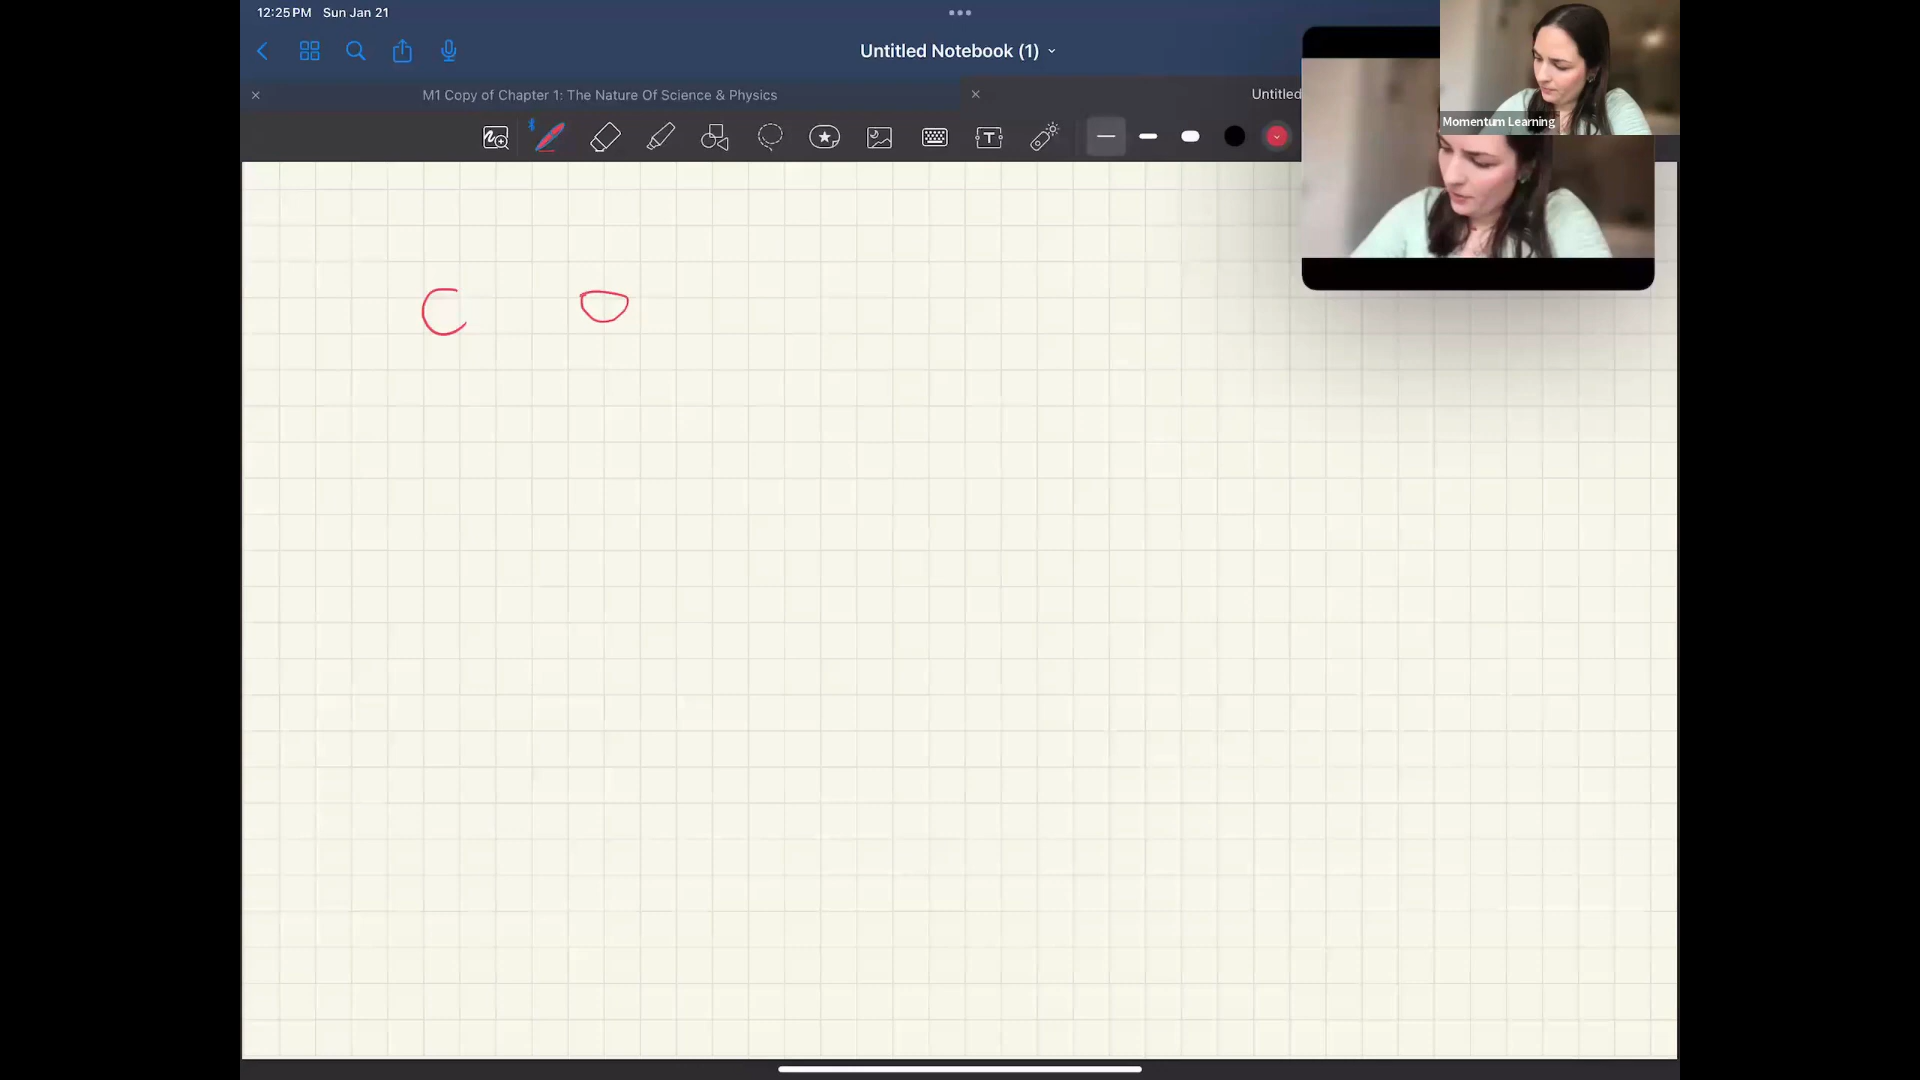 12:25 PM Sun Jan 21
Untitled Notebook (1)
M1 Copy of Chapter 1: The Nature Of Science & Physics
Untitled
Momentum Learning
C